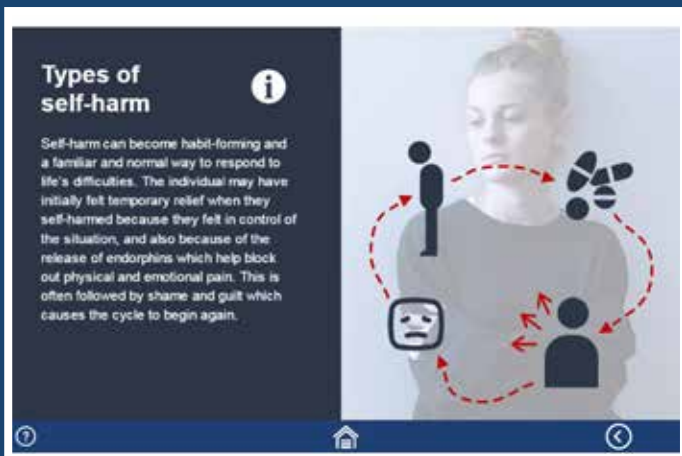 Types of
self-harm
i
Self-harm can become habit-forming and
a familiar and normal way to respond to
life's difficulties. The individual may have
initially felt temporary relief when they
self-harmed because they felt in control of
the situation, and also because of the
release of endorphins which help block
out physical and emotional pain. This is
often followed by shame and guilt which
causes the cycle to begin again.
?